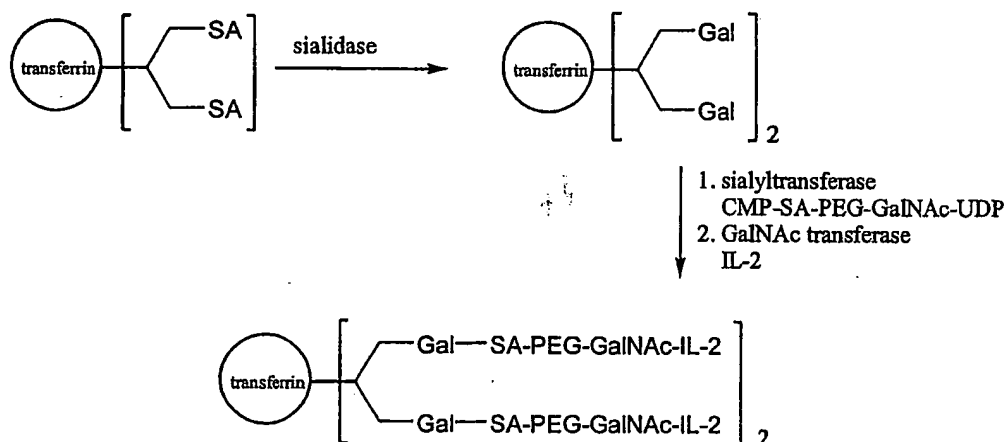 transferrin
SA
SA
sialidase
transferrin
Gal
Gal
2
1. sialyltransferase
CMP-SA-PEG-GalNAc-UDP
2. GalNAc transferase
IL-2
transferrin
Gal—SA-PEG-GalNAc-IL-2
Gal—SA-PEG-GalNAc-IL-2
2